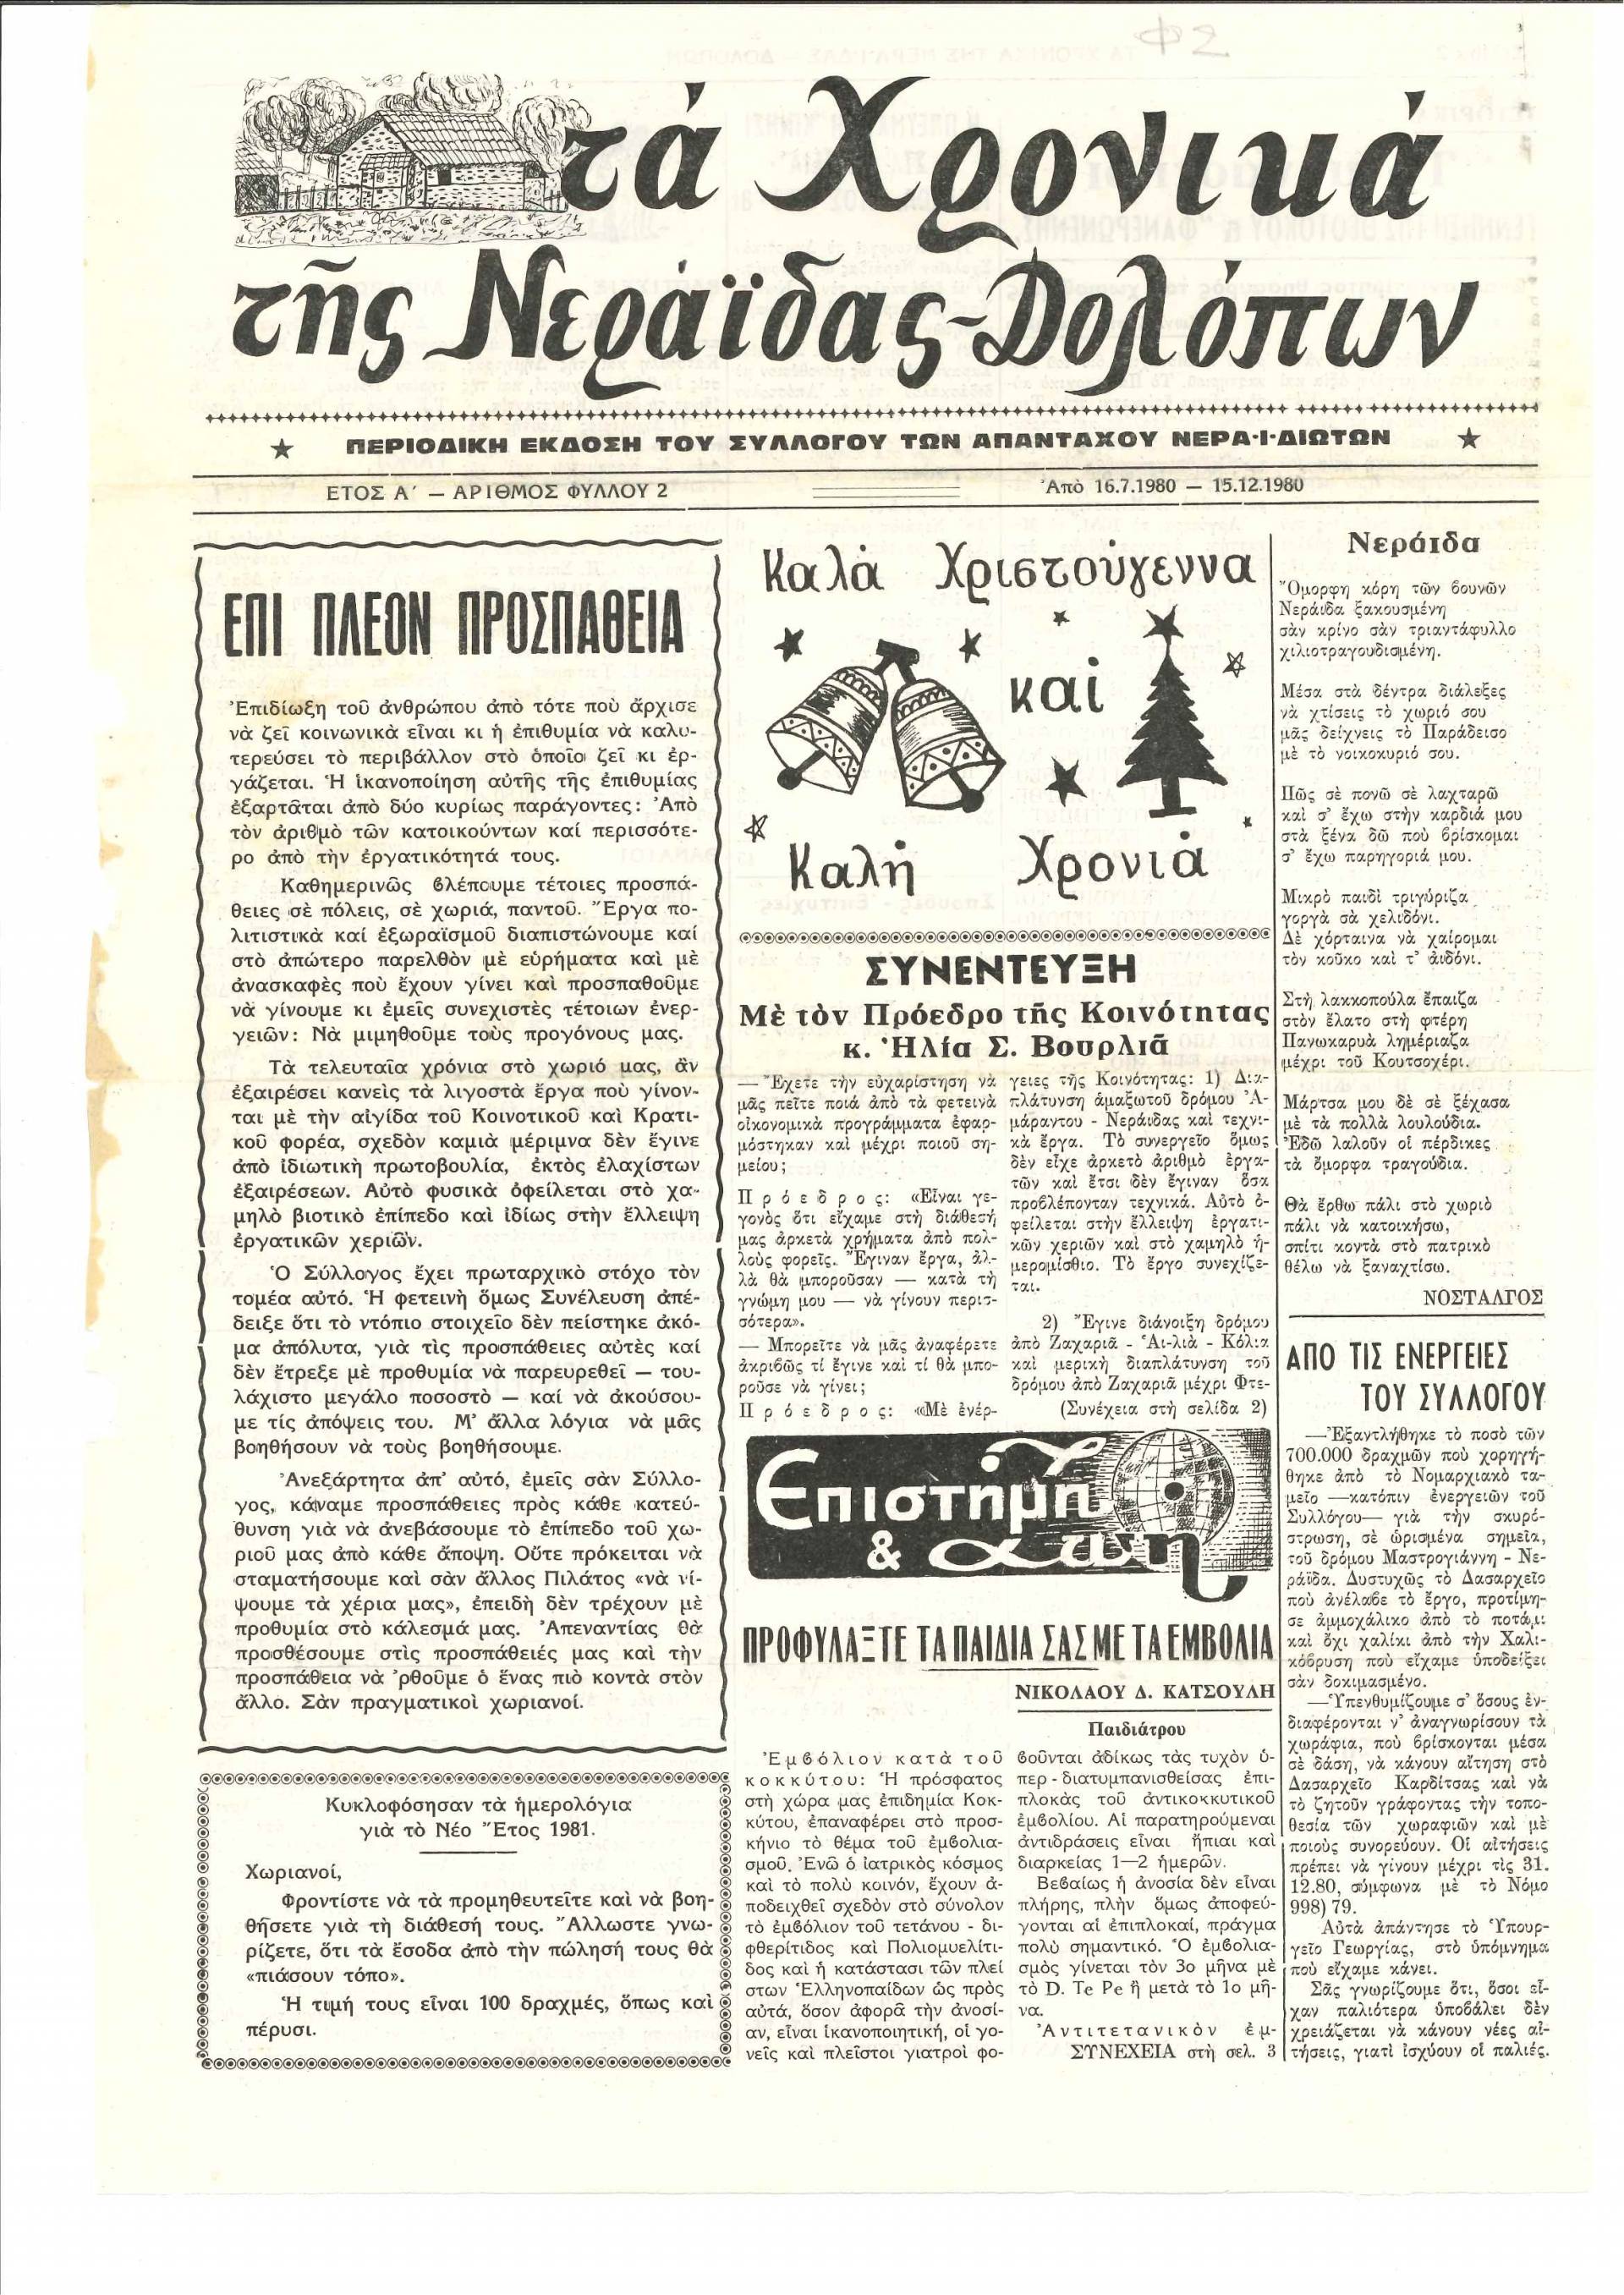 ΦΣ
τά Χρονικά
τῆς Νεράϊδας-Δολόπων
★ ΠΕΡΙΟΔΙΚΗ ΕΚΔΟΣΗ ΤΟΥ ΣΥΛΛΟΓΟΥ ΤΩΝ ΑΠΑΝΤΑΧΟΥ ΝΕΡΑ·Ι·ΔΙΩΤΩΝ ★
ΕΤΟΣ Α΄ — ΑΡΙΘΜΟΣ ΦΥΛΛΟΥ 2
Ἀπὸ 16.7.1980 — 15.12.1980
ΕΠΙ ΠΛΕΟΝ ΠΡΟΣΠΑΘΕΙΑ
Ἐπιδίωξη τοῦ ἀνθρώπου ἀπὸ τότε ποὺ ἄρχισε
νὰ ζεῖ κοινωνικὰ εἶναι κι ἡ ἐπιθυμία νὰ καλυ-
τερεύσει τὸ περιβάλλον στὸ ὁποῖο ζεῖ κι ἐρ-
γάζεται. Ἡ ἱκανοποίηση αὐτῆς τῆς ἐπιθυμίας
ἐξαρτᾶται ἀπὸ δύο κυρίως παράγοντες: Ἀπὸ
τὸν ἀριθμὸ τῶν κατοικούντων καί περισσότε-
ρο ἀπὸ τὴν ἐργατικότητά τους.
Καθημερινῶς βλέπουμε τέτοιες προσπά-
θειες σὲ πόλεις, σὲ χωριά, παντοῦ. Ἔργα πο-
λιτιστικὰ καί ἐξωραϊσμοῦ διαπιστώνουμε καί
στὸ ἀπώτερο παρελθὸν μὲ εὑρήματα καὶ μὲ
ἀνασκαφὲς ποὺ ἔχουν γίνει καὶ προσπαθοῦμε
νὰ γίνουμε κι ἐμεῖς συνεχιστὲς τέτοιων ἐνερ-
γειῶν: Νὰ μιμηθοῦμε τοὺς προγόνους μας.
Τὰ τελευταῖα χρόνια στὸ χωριό μας, ἂν
ἐξαιρέσει κανεὶς τὰ λιγοστὰ ἔργα ποὺ γίνον-
ται μὲ τὴν αἰγίδα τοῦ Κοινοτικοῦ καὶ Κρατι-
κοῦ φορέα, σχεδὸν καμιὰ μέριμνα δὲν ἔγινε
ἀπὸ ἰδιωτικὴ πρωτοβουλία, ἐκτὸς ἐλαχίστων
ἐξαιρέσεων. Αὐτὸ φυσικὰ ὀφείλεται στὸ χα-
μηλὸ βιοτικὸ ἐπίπεδο καὶ ἰδίως στὴν ἔλλειψη
ἐργατικῶν χεριῶν.
Ὁ Σύλλογος ἔχει πρωταρχικὸ στόχο τὸν
τομέα αὐτό. Ἡ φετεινὴ ὅμως Συνέλευση ἀπέ-
δειξε ὅτι τὸ ντόπιο στοιχεῖο δὲν πείστηκε ἀκό-
μα ἀπόλυτα, γιὰ τὶς προσπάθειες αὐτὲς καί
δὲν ἔτρεξε μὲ προθυμία νὰ παρευρεθεῖ — του-
λάχιστο μεγάλο ποσοστὸ — καί νὰ ἀκούσου-
με τίς ἀπόψεις του. Μ' ἄλλα λόγια νὰ μᾶς
βοηθήσουν νὰ τοὺς βοηθήσουμε.
Ἀνεξάρτητα ἀπ' αὐτό, ἐμεῖς σὰν Σύλλο-
γος, κάναμε προσπάθειες πρὸς κάθε κατεύ-
θυνση γιὰ νὰ ἀνεβάσουμε τὸ ἐπίπεδο τοῦ χω-
ριοῦ μας ἀπὸ κάθε ἄποψη. Οὔτε πρόκειται νὰ
σταματήσουμε καὶ σὰν ἄλλος Πιλάτος «νὰ νί-
ψουμε τὰ χέρια μας», ἐπειδὴ δὲν τρέχουν μὲ
προθυμία στὸ κάλεσμά μας. Ἀπεναντίας θὰ
προσθέσουμε στὶς προσπάθειές μας καὶ τὴν
προσπάθεια νὰ 'ρθοῦμε ὁ ἕνας πιὸ κοντὰ στὸν
ἄλλο. Σὰν πραγματικοὶ χωριανοί.
Κυκλοφόσησαν τὰ ἡμερολόγια
γιὰ τὸ Νέο Ἔτος 1981.
Χωριανοί,
Φροντίστε νὰ τὰ προμηθευτεῖτε καὶ νὰ βοη-
θήσετε γιὰ τὴ διάθεσή τους. Ἄλλωστε γνω-
ρίζετε, ὅτι τὰ ἔσοδα ἀπὸ τὴν πώλησή τους θὰ
«πιάσουν τόπο».
Ἡ τιμή τους εἶναι 100 δραχμές, ὅπως καὶ
πέρυσι.
Καλὰ Χριστούγεννα
καί
Καλή Χρονιά
ΣΥΝΕΝΤΕΥΞΗ
Μὲ τὸν Πρόεδρο τῆς Κοινότητας
κ. Ἠλία Σ. Βουρλιᾶ
— Ἔχετε τὴν εὐχαρίστηση νὰ
μᾶς πεῖτε ποιά ἀπὸ τὰ φετεινὰ
οἰκονομικὰ προγράμματα ἐφαρ-
μόστηκαν καὶ μέχρι ποιοῦ ση-
μείου;
Πρόεδρος: «Εἶναι γε-
γονὸς ὅτι εἴχαμε στὴ διάθεσή
μας ἀρκετὰ χρήματα ἀπὸ πολ-
λοὺς φορεῖς. Ἔγιναν ἔργα, ἀλ-
λὰ θὰ μποροῦσαν — κατὰ τὴ
γνώμη μου — νὰ γίνουν περισ-
σότερα».
— Μπορεῖτε νὰ μᾶς ἀναφέρετε
ἀκριβῶς τί ἔγινε καὶ τί θὰ μπο-
ροῦσε νὰ γίνει;
Πρόεδρος: «Μὲ ἐνέρ-
γειες τῆς Κοινότητας: 1) Δια-
πλάτυνση ἁμαξωτοῦ δρόμου Ἀ-
μάραντου - Νεράιδας καὶ τεχνι-
κὰ ἔργα. Τὸ συνεργεῖο ὅμως
δὲν εἶχε ἀρκετὸ ἀριθμὸ ἐργα-
τῶν καὶ ἔτσι δὲν ἔγιναν ὅσα
προβλέπονταν τεχνικά. Αὐτὸ ὀ-
φείλεται στὴν ἔλλειψη ἐργατι-
κῶν χεριῶν καὶ στὸ χαμηλὸ ἡ-
μερομίσθιο. Τὸ ἔργο συνεχίζε-
ται.
2) Ἔγινε διάνοιξη δρόμου
ἀπὸ Ζαχαριᾶ - Ἁι-λιὰ - Κόλια
καὶ μερικὴ διαπλάτυνση τοῦ
δρόμου ἀπὸ Ζαχαριᾶ μέχρι Φτε-
(Συνέχεια στὴ σελίδα 2)
Επιστήμη
& Ζωή
ΠΡΟΦΥΛΑΞΤΕ ΤΑ ΠΑΙΔΙΑ ΣΑΣ ΜΕ ΤΑ ΕΜΒΟΛΙΑ
ΝΙΚΟΛΑΟΥ Δ. ΚΑΤΣΟΥΛΗ
Παιδιάτρου
Ἐμβόλιον κατὰ τοῦ
κοκκύτου: Ἡ πρόσφατος
στὴ χώρα μας ἐπιδημία Κοκ-
κύτου, ἐπαναφέρει στὸ προσ-
κήνιο τὸ θέμα τοῦ ἐμβολια-
σμοῦ. Ἐνῶ ὁ ἰατρικὸς κόσμος
καὶ τὸ πολὺ κοινόν, ἔχουν ἀ-
ποδειχθεῖ σχεδὸν στὸ σύνολον
τὸ ἐμβόλιον τοῦ τετάνου - δι-
φθερίτιδος καὶ Πολιομυελίτι-
δος καὶ ἡ κατάστασι τῶν πλεί
στων Ἑλληνοπαίδων ὡς πρὸς
αὐτά, ὅσον ἀφορᾶ τὴν ἀνοσί-
αν, εἶναι ἱκανοποιητική, οἱ γο-
νεῖς καὶ πλεῖστοι γιατροὶ φο-
βοῦνται ἀδίκως τὰς τυχὸν ὑ-
περ - διατυμπανισθείσας ἐπι-
πλοκὰς τοῦ ἀντικοκκυτικοῦ
ἐμβολίου. Αἱ παρατηρούμεναι
ἀντιδράσεις εἶναι ἤπιαι καὶ
διαρκείας 1—2 ἡμερῶν.
Βεβαίως ἡ ἀνοσία δὲν εἶναι
πλήρης, πλὴν ὅμως ἀποφεύ-
γονται αἱ ἐπιπλοκαί, πράγμα
πολὺ σημαντικό. Ὁ ἐμβολια-
σμὸς γίνεται τὸν 3ο μῆνα μὲ
τὸ D. Te Pe ἢ μετὰ τὸ 1ο μῆ-
να.
Ἀντιτετανικὸν ἐμ-
ΣΥΝΕΧΕΙΑ στὴ σελ. 3
Νεράιδα
Ὄμορφη κόρη τῶν βουνῶν
Νεράιδα ξακουσμένη
σὰν κρίνο σὰν τριαντάφυλλο
χιλιοτραγουδισμένη.
Μέσα στὰ δέντρα διάλεξες
νὰ χτίσεις τὸ χωριό σου
μᾶς δείχνεις τὸ Παράδεισο
μὲ τὸ νοικοκυριό σου.
Πῶς σὲ πονῶ σὲ λαχταρῶ
καὶ σ' ἔχω στὴν καρδιά μου
στὰ ξένα δῶ ποὺ βρίσκομαι
σ' ἔχω παρηγοριά μου.
Μικρὸ παιδὶ τριγύριζα
γοργὰ σὰ χελιδόνι.
Δὲ χόρταινα νὰ χαίρομαι
τὸν κοῦκο καὶ τ' ἀιδόνι.
Στὴ λακκοπούλα ἔπαιζα
στὸν ἔλατο στὴ φτέρη
Πανωκαρυὰ λημέριαζα
μέχρι τοῦ Κουτσοχέρι.
Μάρτσα μου δὲ σὲ ξέχασα
μὲ τὰ πολλὰ λουλούδια.
Ἐδῶ λαλοῦν οἱ πέρδικες
τὰ ὄμορφα τραγούδια.
Θὰ ἔρθω πάλι στὸ χωριὸ
πάλι νὰ κατοικήσω,
σπίτι κοντὰ στὸ πατρικὸ
θέλω νὰ ξαναχτίσω.
ΝΟΣΤΑΛΓΟΣ
ΑΠΟ ΤΙΣ ΕΝΕΡΓΕΙΕΣ
ΤΟΥ ΣΥΛΛΟΓΟΥ
—Ἐξαντλήθηκε τὸ ποσὸ τῶν
700.000 δραχμῶν ποὺ χορηγή-
θηκε ἀπὸ τὸ Νομαρχιακὸ τα-
μεῖο —κατόπιν ἐνεργειῶν τοῦ
Συλλόγου— γιὰ τὴν σκυρό-
στρωση, σὲ ὡρισμένα σημεῖα,
τοῦ δρόμου Μαστρογιάννη - Νε-
ράϊδα. Δυστυχῶς τὸ Δασαρχεῖο
ποὺ ἀνέλαβε τὸ ἔργο, προτίμη-
σε ἀμμοχάλικο ἀπὸ τὸ ποτάμι
καὶ ὄχι χαλίκι ἀπὸ τὴν Χαλι-
κόβρυση ποὺ εἴχαμε ὑποδείξει
σὰν δοκιμασμένο.
—Ὑπενθυμίζουμε σ' ὅσους ἐν-
διαφέρονται ν' ἀναγνωρίσουν τὰ
χωράφια, ποὺ βρίσκονται μέσα
σὲ δάση, νὰ κάνουν αἴτηση στὸ
Δασαρχεῖο Καρδίτσας καὶ νὰ
τὸ ζητοῦν γράφοντας τὴν τοπο-
θεσία τῶν χωραφιῶν καὶ μὲ
ποιοὺς συνορεύουν. Οἱ αἰτήσεις
πρέπει νὰ γίνουν μέχρι τὶς 31.
12.80, σύμφωνα μὲ τὸ Νόμο
998) 79.
Αὐτὰ ἀπάντησε τὸ Ὑπουρ-
γεῖο Γεωργίας, στὸ ὑπόμνημα
ποὺ εἴχαμε κάνει.
Σᾶς γνωρίζουμε ὅτι, ὅσοι εἶ-
χαν παλιότερα ὑποβάλει δὲν
χρειάζεται νὰ κάνουν νέες αἰ-
τήσεις, γιατὶ ἰσχύουν οἱ παλιές.